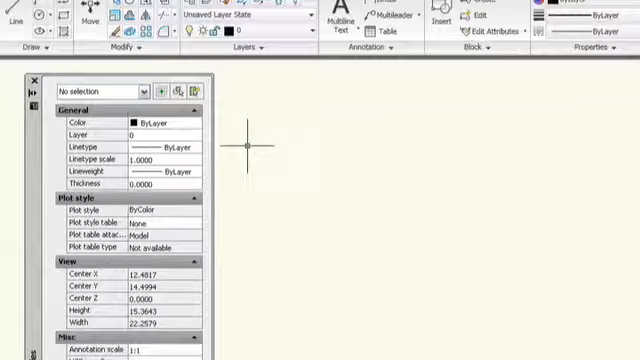 Line
Move
Unsaved Layer State
0
Multiline
Text
Multileader
Table
Insert
Edit
Edit Attributes
ByLayer
ByLayer
Draw
Modify
Layers
Annotation
Block
Properties
No selection
General
Color ByLayer
Layer 0
Linetype ByLayer
Linetype scale 1.0000
Lineweight ByLayer
Thickness 0.0000
Plot style
Plot style ByColor
Plot style table None
Plot table attac... Model
Plot table type Not available
View
Center X 12.4817
Center Y 14.4994
Center Z 0.0000
Height 15.3643
Width 22.2579
Misc
Annotation scale 1:1